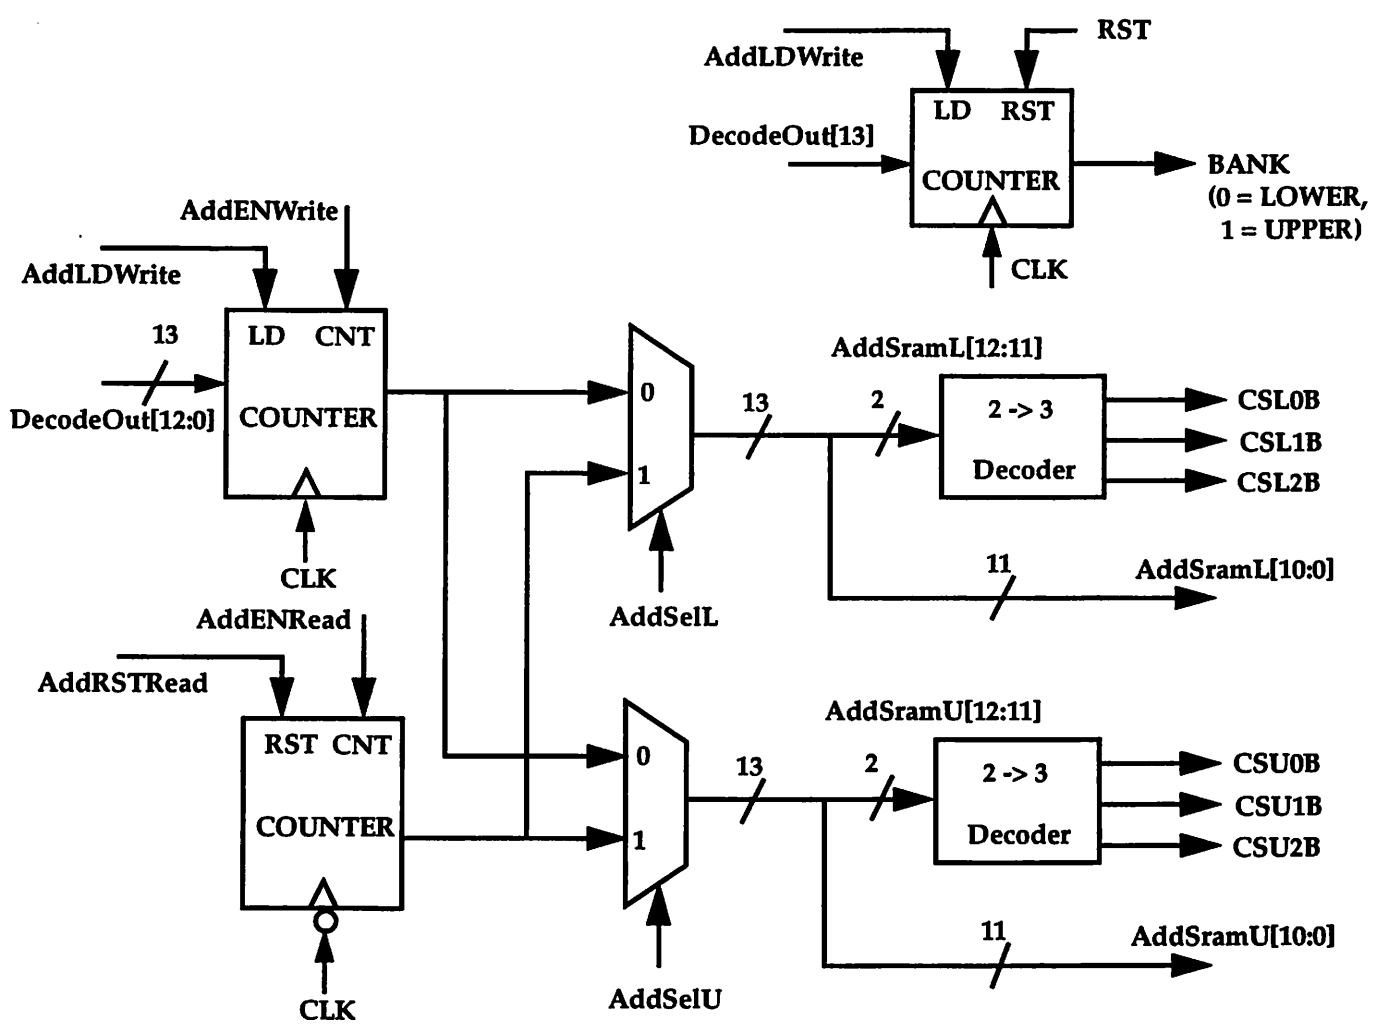 RST
AddLDWrite
LD RST
DecodeOut[13]
COUNTER
BANK
(0 = LOWER,
1 = UPPER)
CLK
AddENWrite
AddLDWrite
13
LD CNT
DecodeOut[12:0]
COUNTER
CLK
0
1
AddSelL
13
AddSramL[12:11]
2
2 -> 3
Decoder
CSL0B
CSL1B
CSL2B
11
AddSramL[10:0]
AddENRead
AddRSTRead
RST CNT
COUNTER
CLK
0
1
AddSelU
13
AddSramU[12:11]
2
2 -> 3
Decoder
CSU0B
CSU1B
CSU2B
11
AddSramU[10:0]